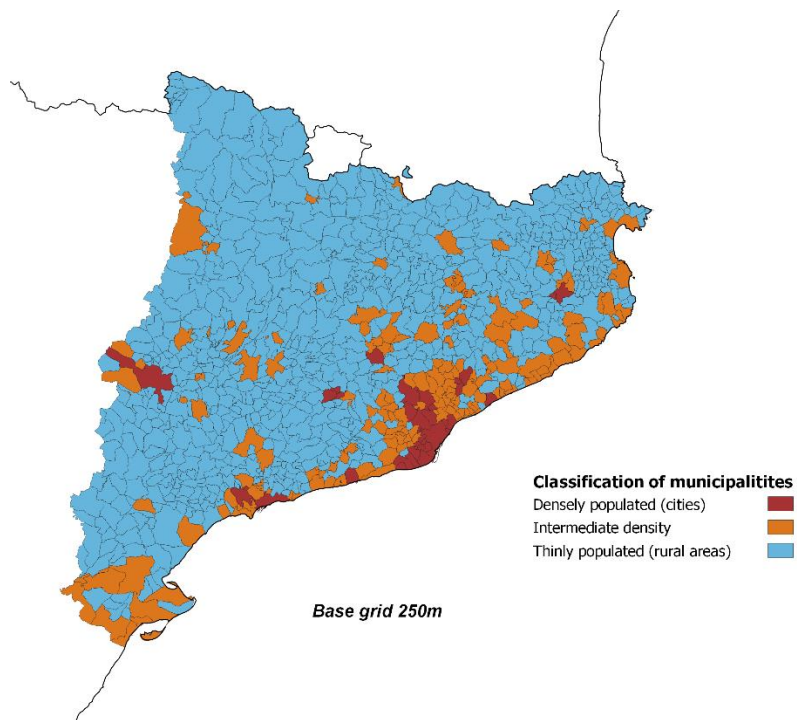 Classification of municipalitites
Densely populated (cities)
Intermediate density
Thinly populated (rural areas)
Base grid 250m